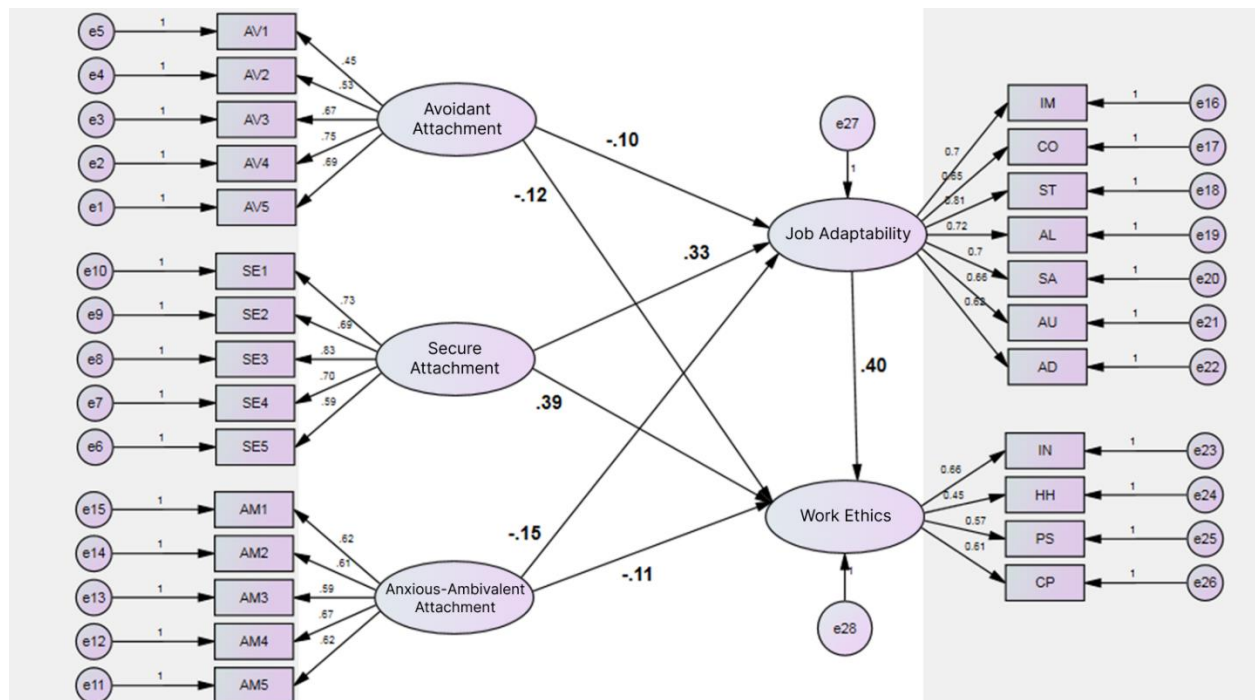 e5 1 AV1
.45
e4 1 AV2
.53
e3 1 AV3
.67
e2 1 AV4
.75
e1 1 AV5
.69
Avoidant
Attachment
e10 1 SE1
.73
e9 1 SE2
.69
e8 1 SE3
.83
e7 1 SE4
.70
e6 1 SE5
.59
Secure
Attachment
e15 1 AM1
.62
e14 1 AM2
.61
e13 1 AM3
.59
e12 1 AM4
.67
e11 1 AM5
.62
Anxious-Ambivalent
Attachment
-.10
-.12
.33
.39
-.15
-.11
.40
e27
1
Job Adaptability
0.7
IM 1 e16
0.65
CO 1 e17
0.81
ST 1 e18
0.72
AL 1 e19
0.7
SA 1 e20
0.66
AU 1 e21
0.62
AD 1 e22
Work Ethics
1
e28
0.66
IN 1 e23
0.45
HH 1 e24
0.57
PS 1 e25
0.61
CP 1 e26